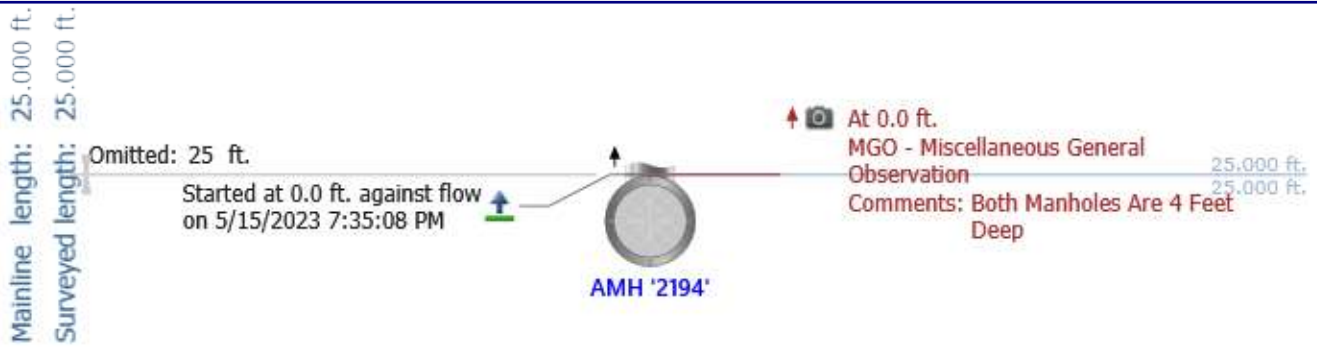 Mainline length: 25.000 ft.
Surveyed length: 25.000 ft.
Omitted: 25 ft.
Started at 0.0 ft. against flow
on 5/15/2023 7:35:08 PM
AMH '2194'
At 0.0 ft.
MGO - Miscellaneous General
Observation
Comments: Both Manholes Are 4 Feet
Deep
25.000 ft.
25.000 ft.